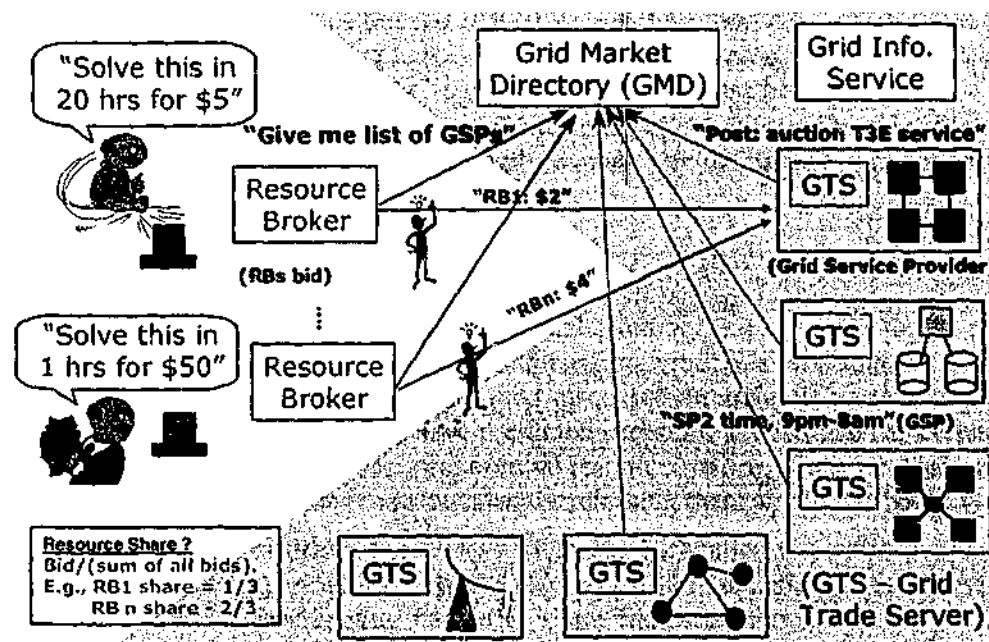 "Solve this in
20 hrs for $5"
Grid Market
Directory (GMD)
Grid Info.
Service
"Give me list of GSPs"
"Post: auction T3E service"
Resource
Broker
"RB1: $2"
GTS
(RBs bid)
(Grid Service Provider
"RBn: $4"
"Solve this in
1 hrs for $50"
Resource
Broker
GTS
"SP2 time, 9pm-8am" (GSP)
GTS
Resource Share ?
Bid/(sum of all bids).
E.g., RB1 share = 1/3
RB n share - 2/3
GTS
GTS
(GTS – Grid
Trade Server)